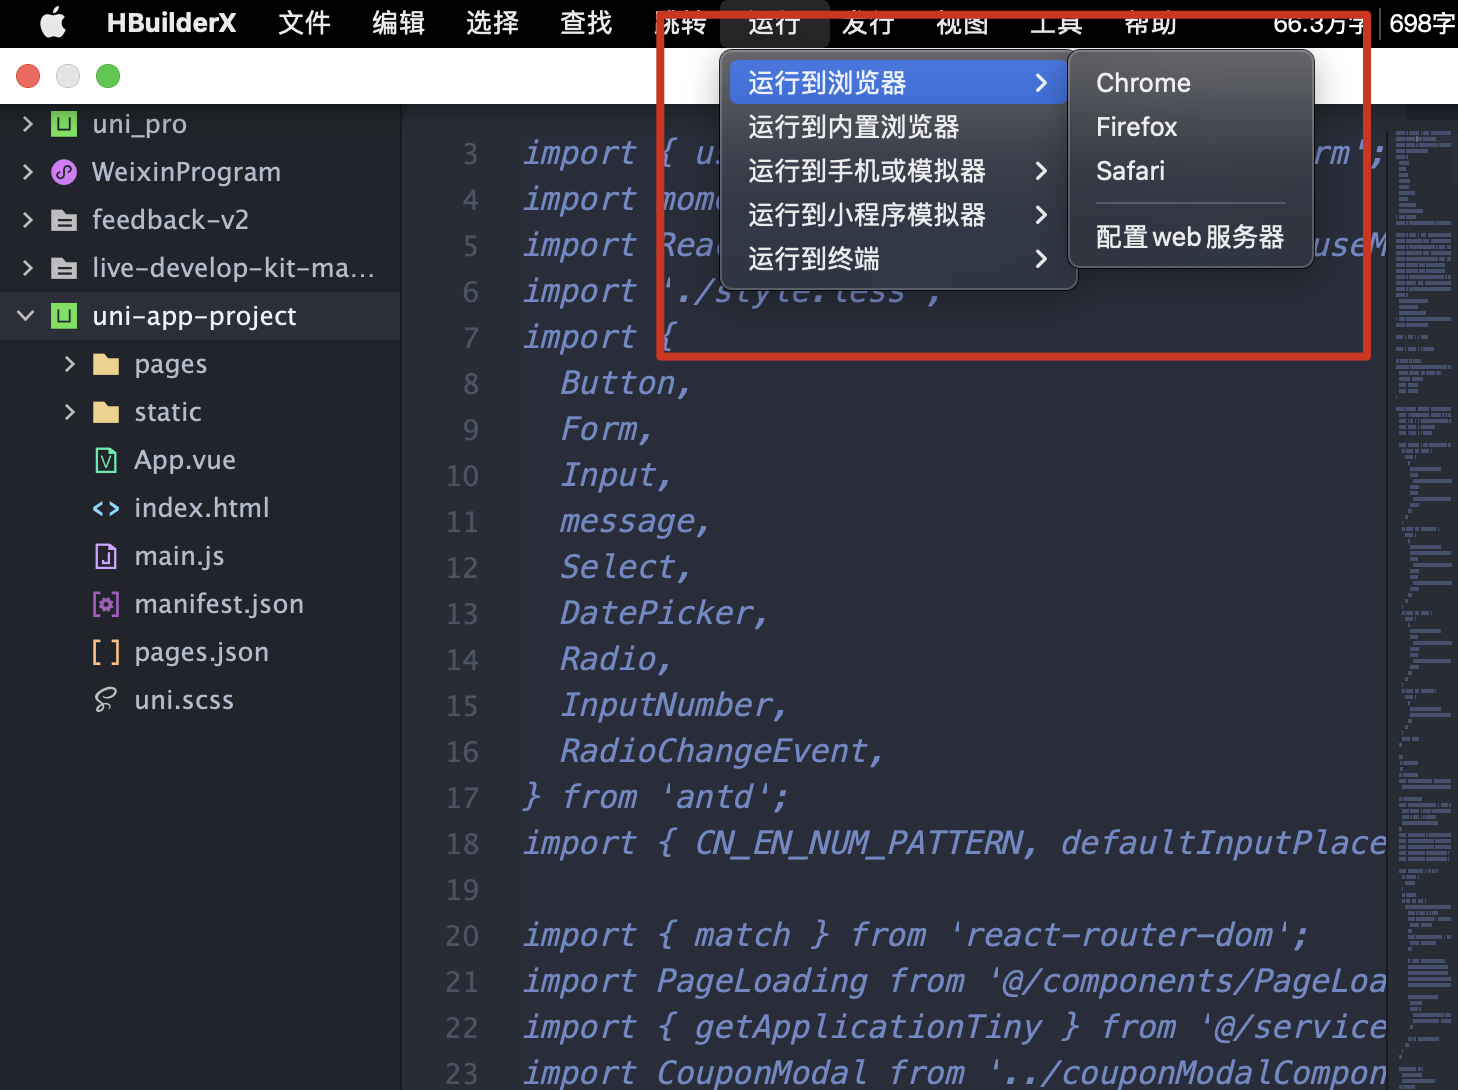 HBuilderX 文件 编辑 选择 查找 跳转 运行 发行 视图 工具 帮助 66.3万字 698字
运行到浏览器
运行到内置浏览器
运行到手机或模拟器
运行到小程序模拟器
运行到终端
Chrome
Firefox
Safari
配置web服务器
uni_pro
WeixinProgram
feedback-v2
live-develop-kit-ma...
uni-app-project
pages
static
App.vue
index.html
main.js
manifest.json
pages.json
uni.scss
3 import { u rm';
4 import mom
5 import Rea useM
6 import './style.less';
7 import {
8 Button,
9 Form,
10 Input,
11 message,
12 Select,
13 DatePicker,
14 Radio,
15 InputNumber,
16 RadioChangeEvent,
17 } from 'antd';
18 import { CN_EN_NUM_PATTERN, defaultInputPlace
19
20 import { match } from 'react-router-dom';
21 import PageLoading from '@/components/PageLoa
22 import { getApplicationTiny } from '@/service
23 import CouponModal from '../couponModalCompon